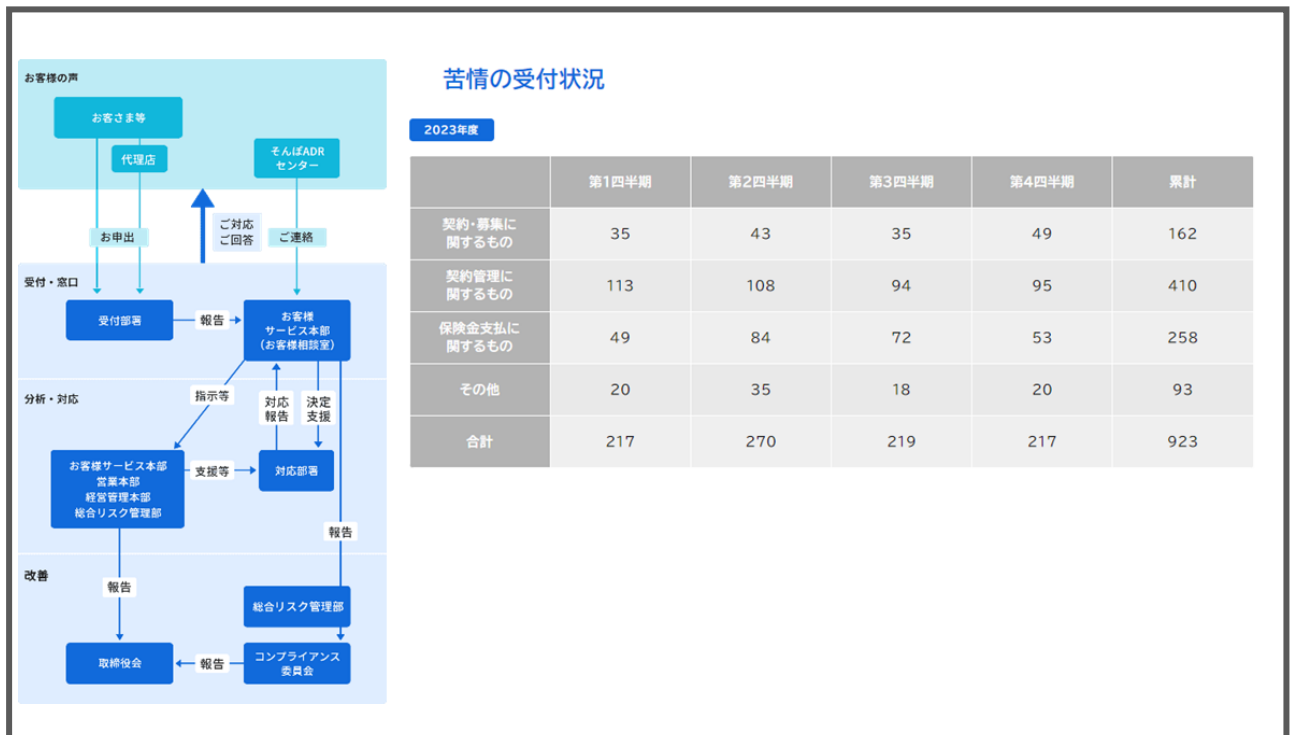 お客様の声
お客さま等
代理店
そんぽADR
センター
お申出
ご対応
ご回答
ご連絡
受付・窓口
受付部署
報告
お客様
サービス本部
(お客様相談室)
分析・対応
指示等
対応
報告
決定
支援
お客様サービス本部
営業本部
経営管理本部
総合リスク管理部
支援等
対応部署
報告
改善
報告
総合リスク管理部
取締役会
報告
コンプライアンス
委員会
苦情の受付状況
2023年度
第1四半期 第2四半期 第3四半期 第4四半期 累計
契約・募集に
関するもの
35 43 35 49 162
契約管理に
関するもの
113 108 94 95 410
保険金支払に
関するもの
49 84 72 53 258
その他 20 35 18 20 93
合計 217 270 219 217 923